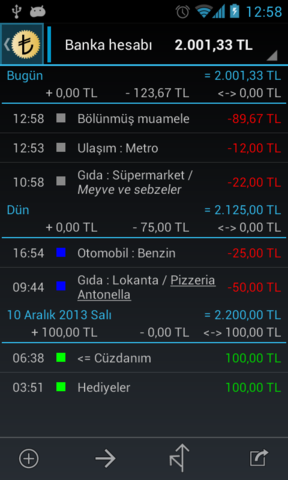 12:58
₺ Banka hesabı 2.001,33 TL
Bugün = 2.001,33 TL
+ 0,00 TL - 123,67 TL <-> 0,00 TL
12:58 Bölünmüş muamele -89,67 TL
12:53 Ulaşım : Metro -12,00 TL
10:58 Gıda : Süpermarket / -22,00 TL
Meyve ve sebzeler
Dün = 2.125,00 TL
+ 0,00 TL - 75,00 TL <-> 0,00 TL
16:54 Otomobil : Benzin -25,00 TL
09:44 Gıda : Lokanta / Pizzeria -50,00 TL
Antonella
10 Aralık 2013 Salı = 2.200,00 TL
+ 100,00 TL - 0,00 TL <-> 100,00 TL
06:38 <= Cüzdanım 100,00 TL
03:51 Hediyeler 100,00 TL